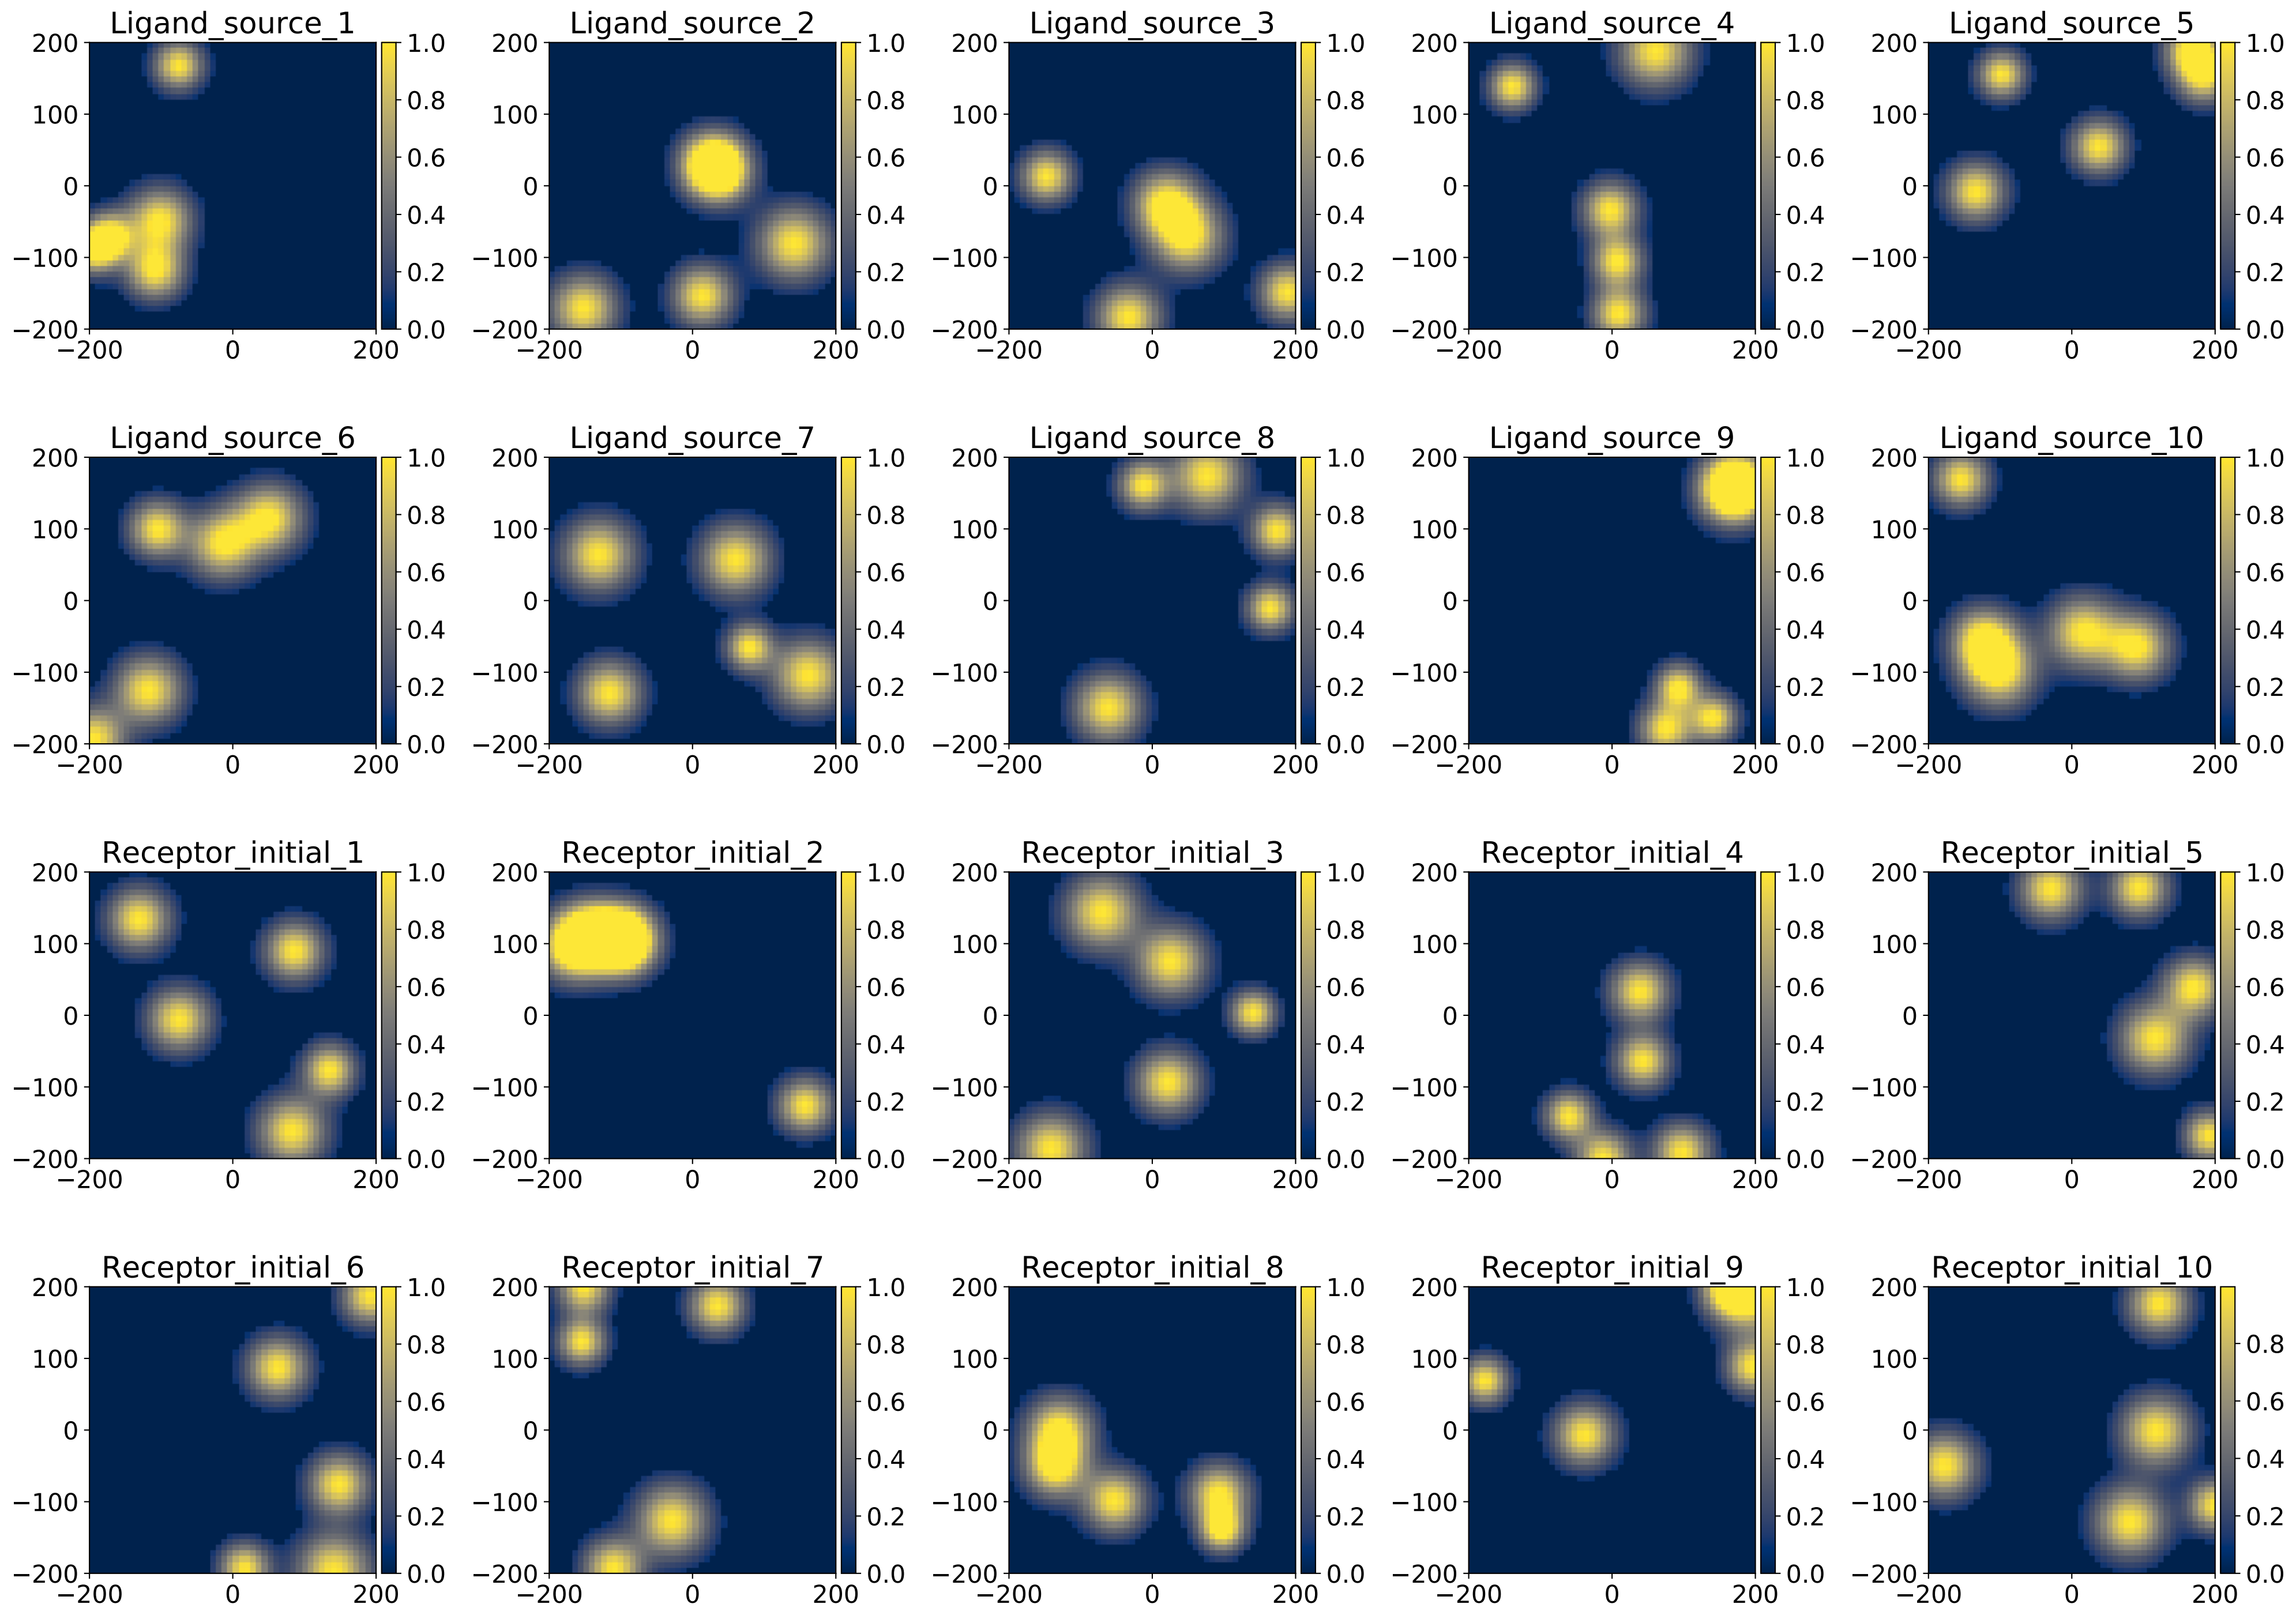 Ligand_source_1 Ligand_source_2 Ligand_source_3 Ligand_source_4 Ligand_source_5
200 1.0 200 1.0 200 1.0 200 1.0 200 1.0
0.8 0.8 0.8 0.8 0.8
100 100 100 100 100
0.6 0.6 0.6 0.6 0.6
0 0 0 0 0
0.4 0.4 0.4 0.4 0.4
−100 −100 −100 −100 −100
0.2 0.2 0.2 0.2 0.2
−200 0.0 −200 0.0 −200 0.0 −200 0.0 −200 0.0
−200 0 200 −200 0 200 −200 0 200 −200 0 200 −200 0 200
Ligand_source_6 Ligand_source_7 Ligand_source_8 Ligand_source_9 Ligand_source_10
200 1.0 200 1.0 200 1.0 200 1.0 200 1.0
0.8 0.8 0.8 0.8 0.8
100 100 100 100 100
0.6 0.6 0.6 0.6 0.6
0 0 0 0 0
0.4 0.4 0.4 0.4 0.4
−100 −100 −100 −100 −100
0.2 0.2 0.2 0.2 0.2
−200 0.0 −200 0.0 −200 0.0 −200 0.0 −200 0.0
−200 0 200 −200 0 200 −200 0 200 −200 0 200 −200 0 200
Receptor_initial_1 Receptor_initial_2 Receptor_initial_3 Receptor_initial_4 Receptor_initial_5
200 1.0 200 1.0 200 1.0 200 1.0 200 1.0
0.8 0.8 0.8 0.8 0.8
100 100 100 100 100
0.6 0.6 0.6 0.6 0.6
0 0 0 0 0
0.4 0.4 0.4 0.4 0.4
−100 −100 −100 −100 −100
0.2 0.2 0.2 0.2 0.2
−200 0.0 −200 0.0 −200 0.0 −200 0.0 −200 0.0
−200 0 200 −200 0 200 −200 0 200 −200 0 200 −200 0 200
Receptor_initial_6 Receptor_initial_7 Receptor_initial_8 Receptor_initial_9 Receptor_initial_10
200 1.0 200 1.0 200 1.0 200 1.0 200
0.8 0.8 0.8 0.8 0.8
100 100 100 100 100
0.6 0.6 0.6 0.6 0.6
0 0 0 0 0
0.4 0.4 0.4 0.4 0.4
−100 −100 −100 −100 −100
0.2 0.2 0.2 0.2 0.2
−200 0.0 −200 0.0 −200 0.0 −200 0.0 −200 0.0
−200 0 200 −200 0 200 −200 0 200 −200 0 200 −200 0 200